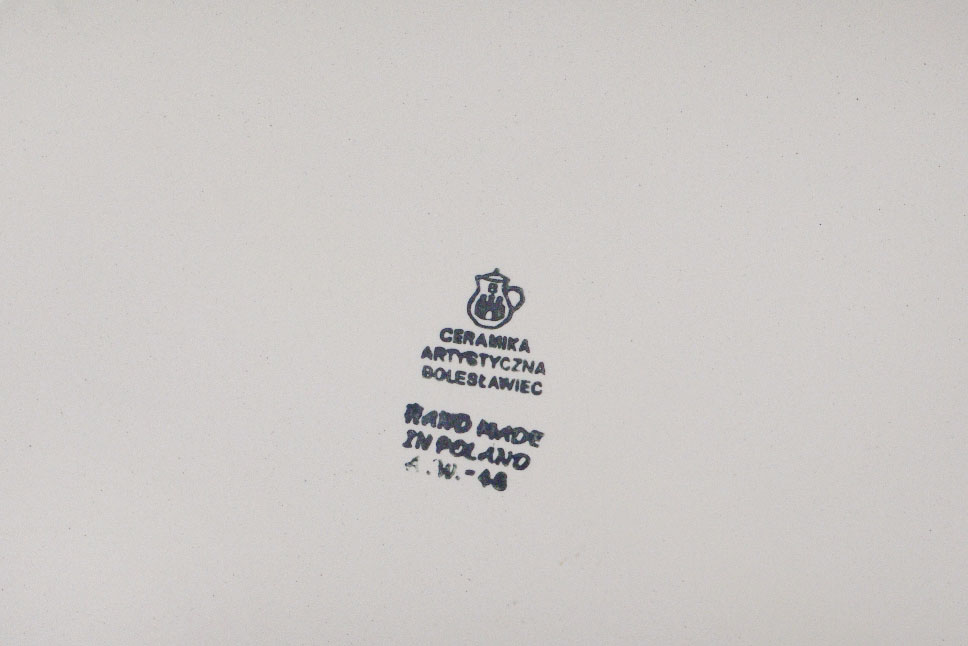 CERAMIKA
ARTYSTYCZNA
BOLESŁAWIEC
HAND MADE
IN POLAND
A.W.-